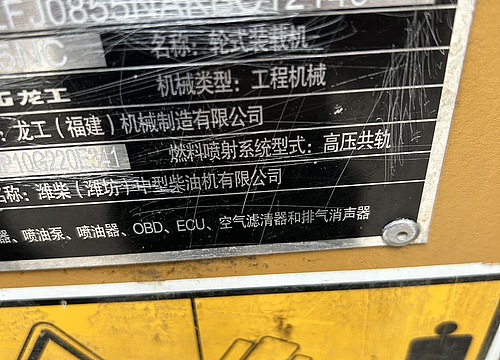 FJ0855NAKP
5NC 名称：轮式装载机
机械类型：工程机械
G 龙工
：龙工（福建）机械制造有限公司
燃料喷射系统型式：高压共轨
名称：潍柴（潍坊）中型柴油机有限公司
器、喷油泵、喷油器、OBD、ECU、空气滤清器和排气消声器